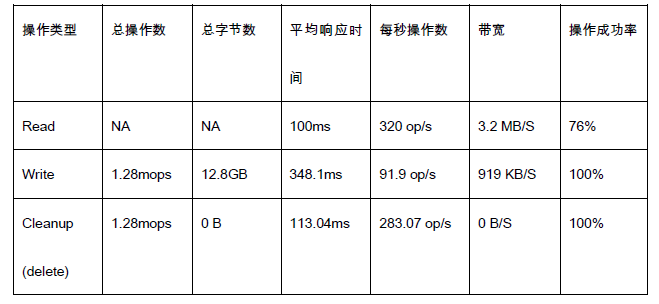 操作类型 总操作数 总字节数 平均响应时间 每秒操作数 带宽 操作成功率
Read NA NA 100ms 320 op/s 3.2 MB/S 76%
Write 1.28mops 12.8GB 348.1ms 91.9 op/s 919 KB/S 100%
Cleanup (delete) 1.28mops 0 B 113.04ms 283.07 op/s 0 B/S 100%